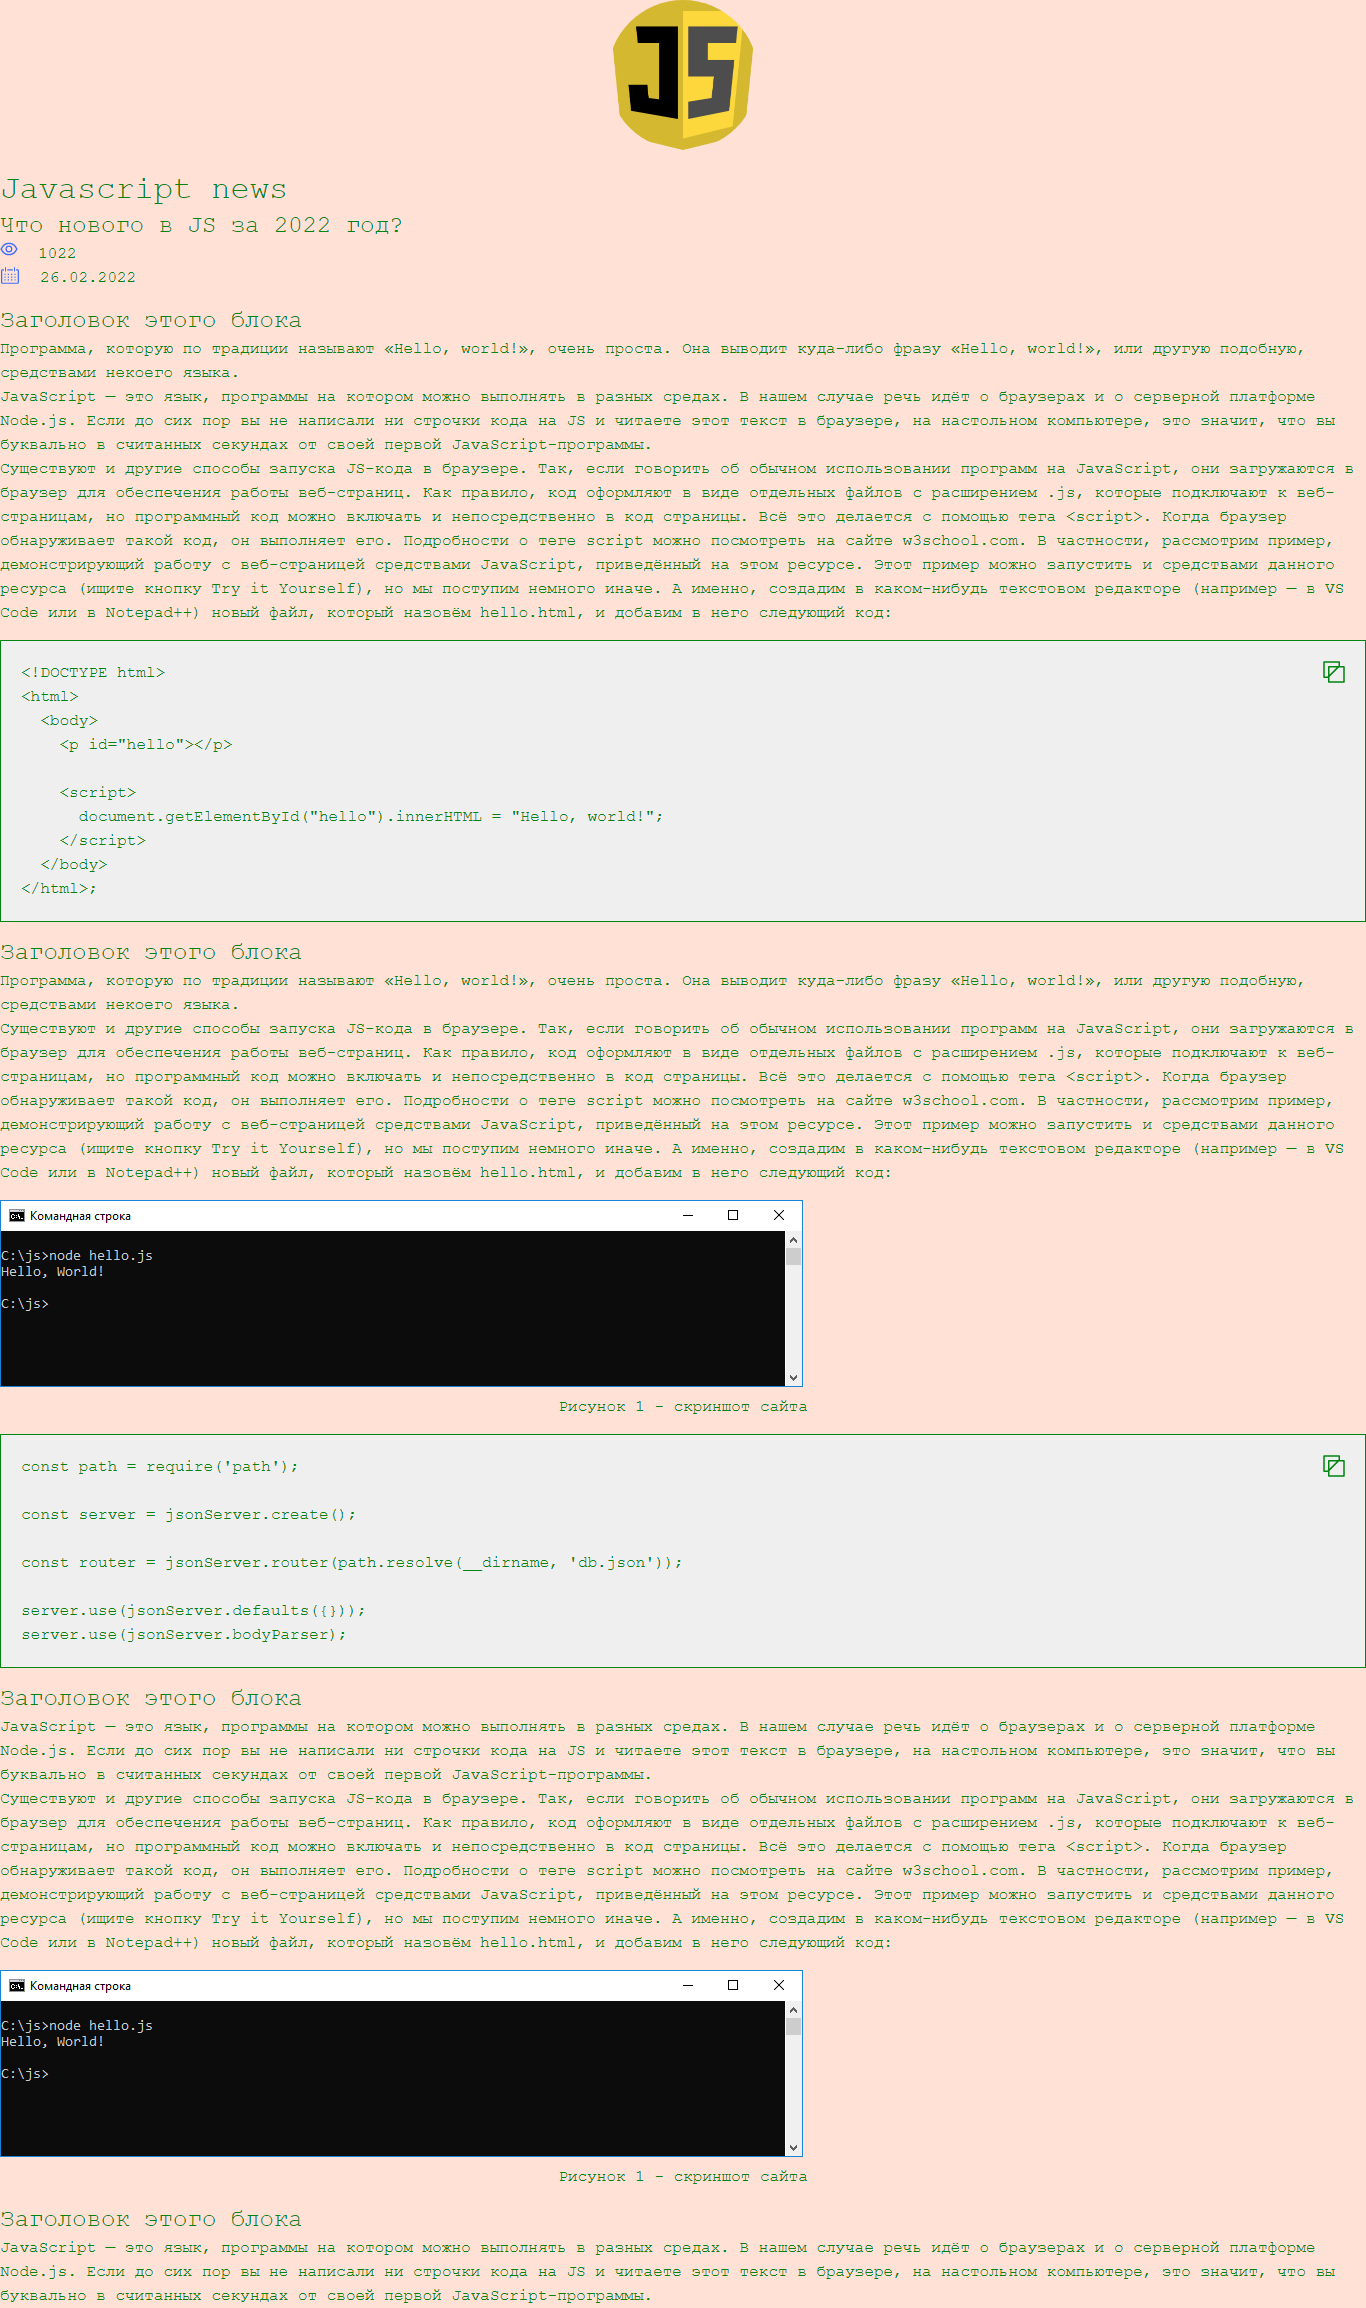 JS
Javascript news
Что нового в JS за 2022 год?
1022
26.02.2022
Заголовок этого блока
Программа, которую по традиции называют «Hello, world!», очень проста. Она выводит куда-либо фразу «Hello, world!», или другую подобную,
средствами некоего языка.
JavaScript — это язык, программы на котором можно выполнять в разных средах. В нашем случае речь идёт о браузерах и о серверной платформе
Node.js. Если до сих пор вы не написали ни строчки кода на JS и читаете этот текст в браузере, на настольном компьютере, это значит, что вы
буквально в считанных секундах от своей первой JavaScript-программы.
Существуют и другие способы запуска JS-кода в браузере. Так, если говорить об обычном использовании программ на JavaScript, они загружаются в
браузер для обеспечения работы веб-страниц. Как правило, код оформляют в виде отдельных файлов с расширением .js, которые подключают к веб-
страницам, но программный код можно включать и непосредственно в код страницы. Всё это делается с помощью тега <script>. Когда браузер
обнаруживает такой код, он выполняет его. Подробности о теге script можно посмотреть на сайте w3school.com. В частности, рассмотрим пример,
демонстрирующий работу с веб-страницей средствами JavaScript, приведённый на этом ресурсе. Этот пример можно запустить и средствами данного
ресурса (ищите кнопку Try it Yourself), но мы поступим немного иначе. А именно, создадим в каком-нибудь текстовом редакторе (например — в VS
Code или в Notepad++) новый файл, который назовём hello.html, и добавим в него следующий код:
<!DOCTYPE html>
<html>
  <body>
    <p id="hello"></p>

    <script>
      document.getElementById("hello").innerHTML = "Hello, world!";
    </script>
  </body>
</html>;
Заголовок этого блока
Программа, которую по традиции называют «Hello, world!», очень проста. Она выводит куда-либо фразу «Hello, world!», или другую подобную,
средствами некоего языка.
Существуют и другие способы запуска JS-кода в браузере. Так, если говорить об обычном использовании программ на JavaScript, они загружаются в
браузер для обеспечения работы веб-страниц. Как правило, код оформляют в виде отдельных файлов с расширением .js, которые подключают к веб-
страницам, но программный код можно включать и непосредственно в код страницы. Всё это делается с помощью тега <script>. Когда браузер
обнаруживает такой код, он выполняет его. Подробности о теге script можно посмотреть на сайте w3school.com. В частности, рассмотрим пример,
демонстрирующий работу с веб-страницей средствами JavaScript, приведённый на этом ресурсе. Этот пример можно запустить и средствами данного
ресурса (ищите кнопку Try it Yourself), но мы поступим немного иначе. А именно, создадим в каком-нибудь текстовом редакторе (например — в VS
Code или в Notepad++) новый файл, который назовём hello.html, и добавим в него следующий код:
Командная строка
C:\js>node hello.js
Hello, World!
C:\js>
Рисунок 1 - скриншот сайта
const path = require('path');

const server = jsonServer.create();

const router = jsonServer.router(path.resolve(__dirname, 'db.json'));

server.use(jsonServer.defaults({}));
server.use(jsonServer.bodyParser);
Заголовок этого блока
JavaScript — это язык, программы на котором можно выполнять в разных средах. В нашем случае речь идёт о браузерах и о серверной платформе
Node.js. Если до сих пор вы не написали ни строчки кода на JS и читаете этот текст в браузере, на настольном компьютере, это значит, что вы
буквально в считанных секундах от своей первой JavaScript-программы.
Существуют и другие способы запуска JS-кода в браузере. Так, если говорить об обычном использовании программ на JavaScript, они загружаются в
браузер для обеспечения работы веб-страниц. Как правило, код оформляют в виде отдельных файлов с расширением .js, которые подключают к веб-
страницам, но программный код можно включать и непосредственно в код страницы. Всё это делается с помощью тега <script>. Когда браузер
обнаруживает такой код, он выполняет его. Подробности о теге script можно посмотреть на сайте w3school.com. В частности, рассмотрим пример,
демонстрирующий работу с веб-страницей средствами JavaScript, приведённый на этом ресурсе. Этот пример можно запустить и средствами данного
ресурса (ищите кнопку Try it Yourself), но мы поступим немного иначе. А именно, создадим в каком-нибудь текстовом редакторе (например — в VS
Code или в Notepad++) новый файл, который назовём hello.html, и добавим в него следующий код:
Командная строка
C:\js>node hello.js
Hello, World!
C:\js>
Рисунок 1 - скриншот сайта
Заголовок этого блока
JavaScript — это язык, программы на котором можно выполнять в разных средах. В нашем случае речь идёт о браузерах и о серверной платформе
Node.js. Если до сих пор вы не написали ни строчки кода на JS и читаете этот текст в браузере, на настольном компьютере, это значит, что вы
буквально в считанных секундах от своей первой JavaScript-программы.